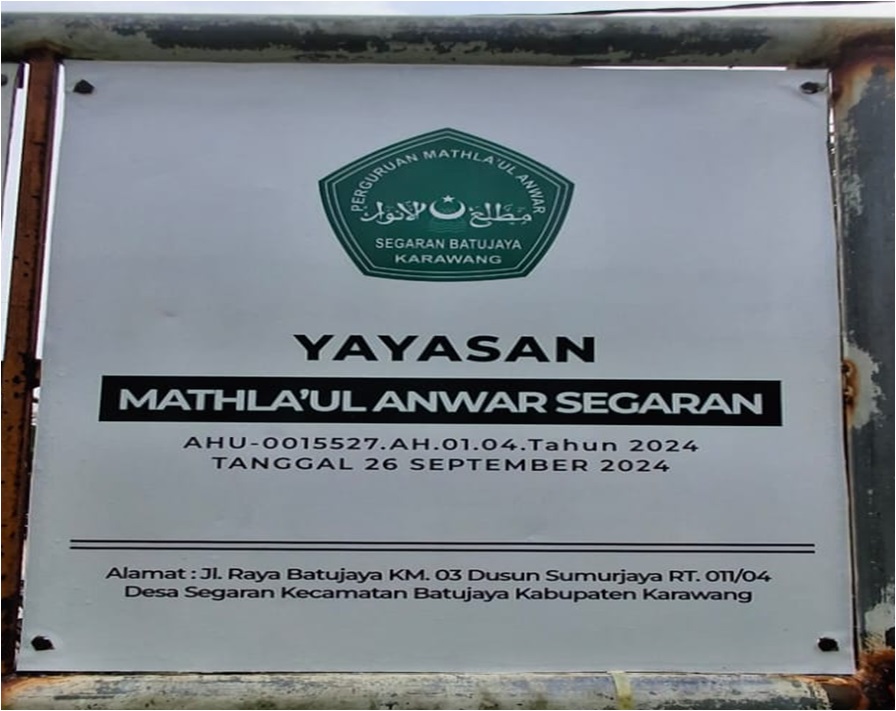 PERGURUAN MATHLA'UL ANWAR
مطلع الأنوار
SEGARAN BATUJAYA
KARAWANG
YAYASAN
MATHLA'UL ANWAR SEGARAN
AHU-0015527.AH.01.04.Tahun 2024
TANGGAL 26 SEPTEMBER 2024
Alamat : Jl. Raya Batujaya KM. 03 Dusun Sumurjaya RT. 011/04
Desa Segaran Kecamatan Batujaya Kabupaten Karawang